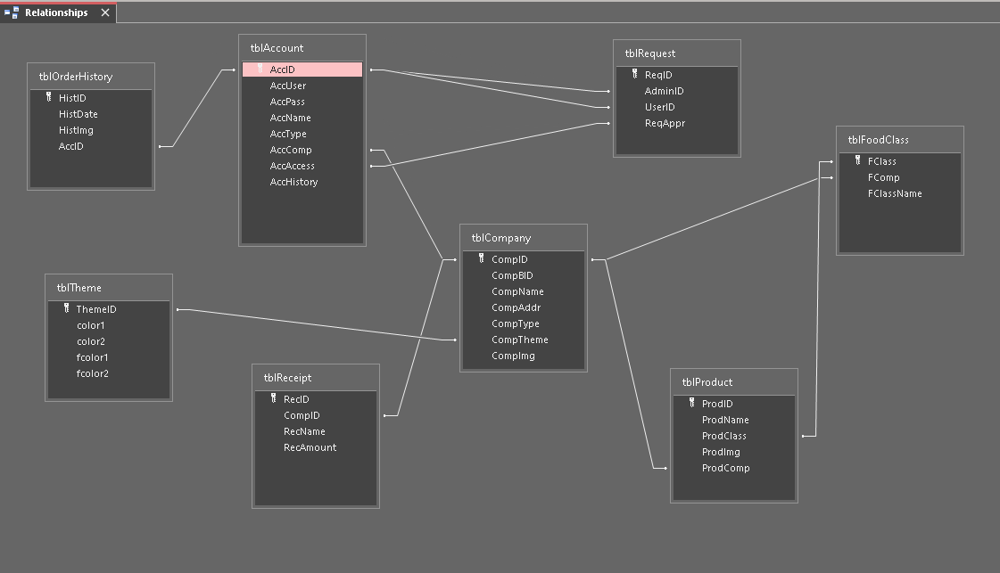 Relationships
tblOrderHistory
HistID
HistDate
HistImg
AccID
tblAccount
AccID
AccUser
AccPass
AccName
AccType
AccComp
AccAccess
AccHistory
tblRequest
ReqID
AdminID
UserID
ReqAppr
tblFoodClass
FClass
FComp
FClassName
tblTheme
ThemeID
color1
color2
fcolor1
fcolor2
tblCompany
CompID
CompBID
CompName
CompAddr
CompType
CompTheme
CompImg
tblReceipt
RecID
CompID
RecName
RecAmount
tblProduct
ProdID
ProdName
ProdClass
ProdImg
ProdComp